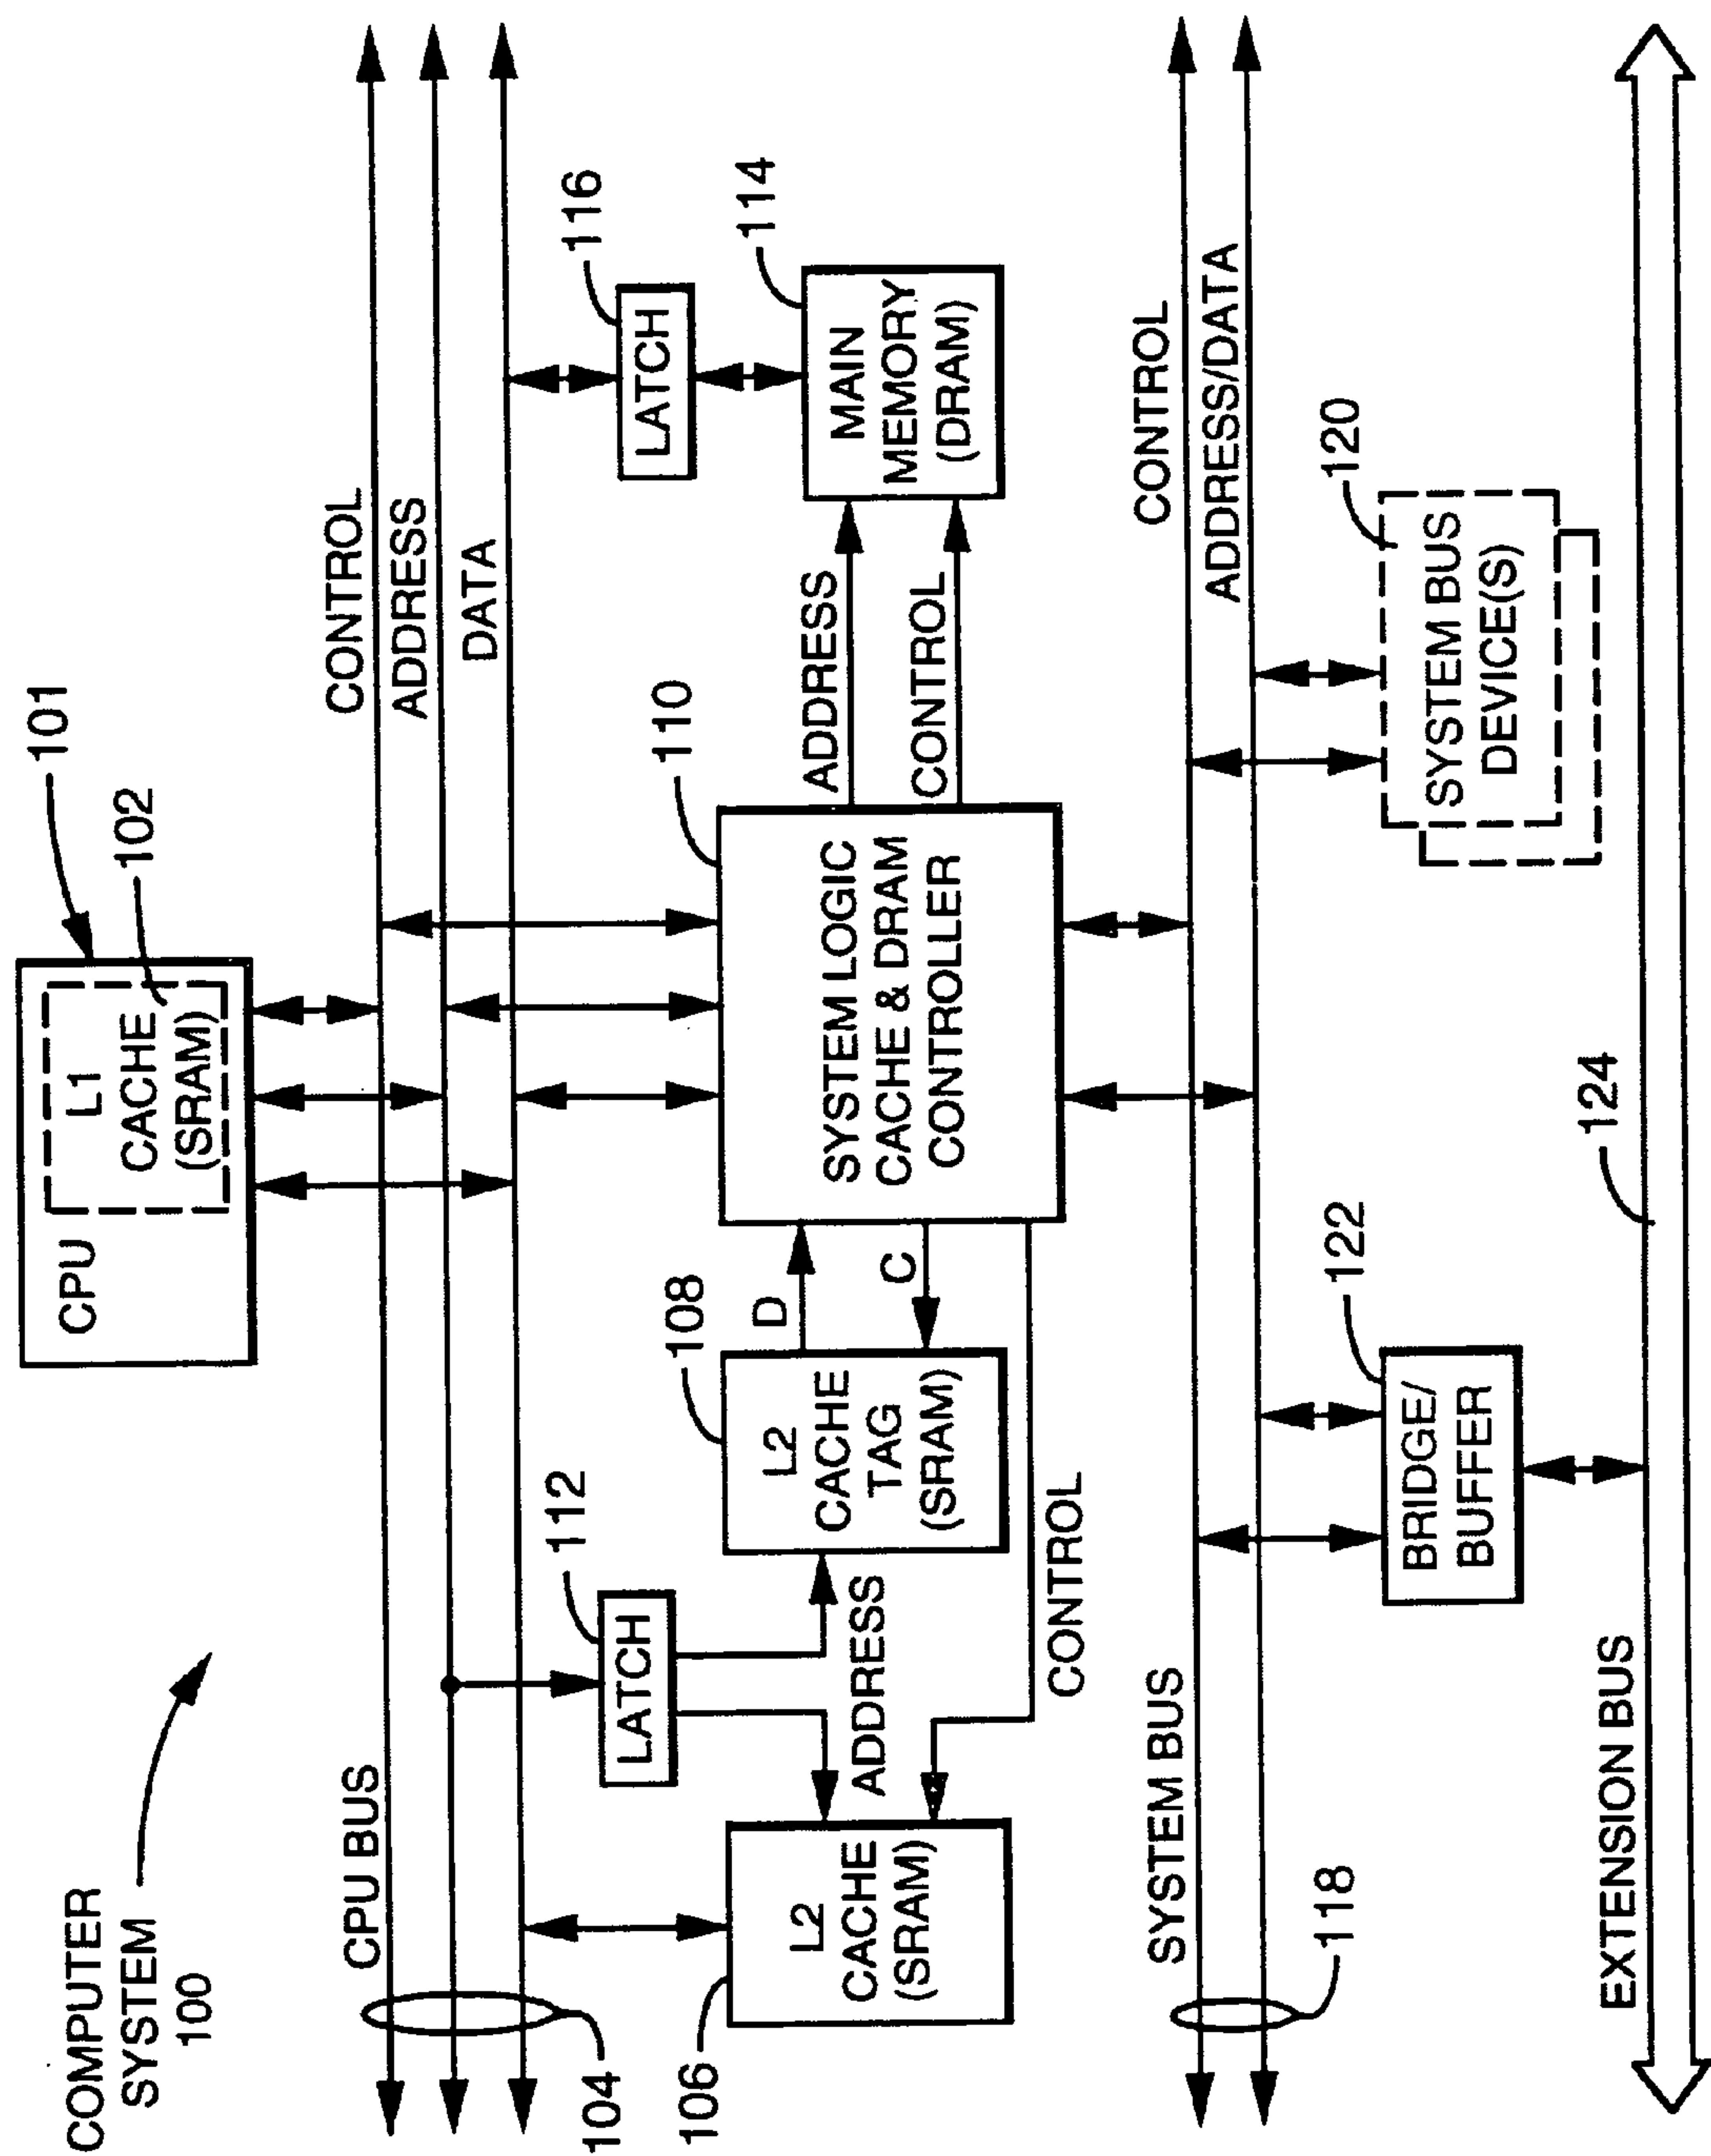 COMPUTER
SYSTEM
100
101
CPU
L1
CACHE
(SRAM)
102
CPU BUS
CONTROL
ADDRESS
DATA
104
112
LATCH
116
LATCH
106
L2
CACHE
(SRAM)
ADDRESS
108
L2
CACHE
TAG
(SRAM)
D
C
CONTROL
110
SYSTEM LOGIC
CACHE & DRAM
CONTROLLER
ADDRESS
CONTROL
114
MAIN
MEMORY
(DRAM)
SYSTEM BUS
CONTROL
ADDRESS/DATA
118
122
BRIDGE/
BUFFER
120
SYSTEM BUS
DEVICE(S)
EXTENSION BUS
124